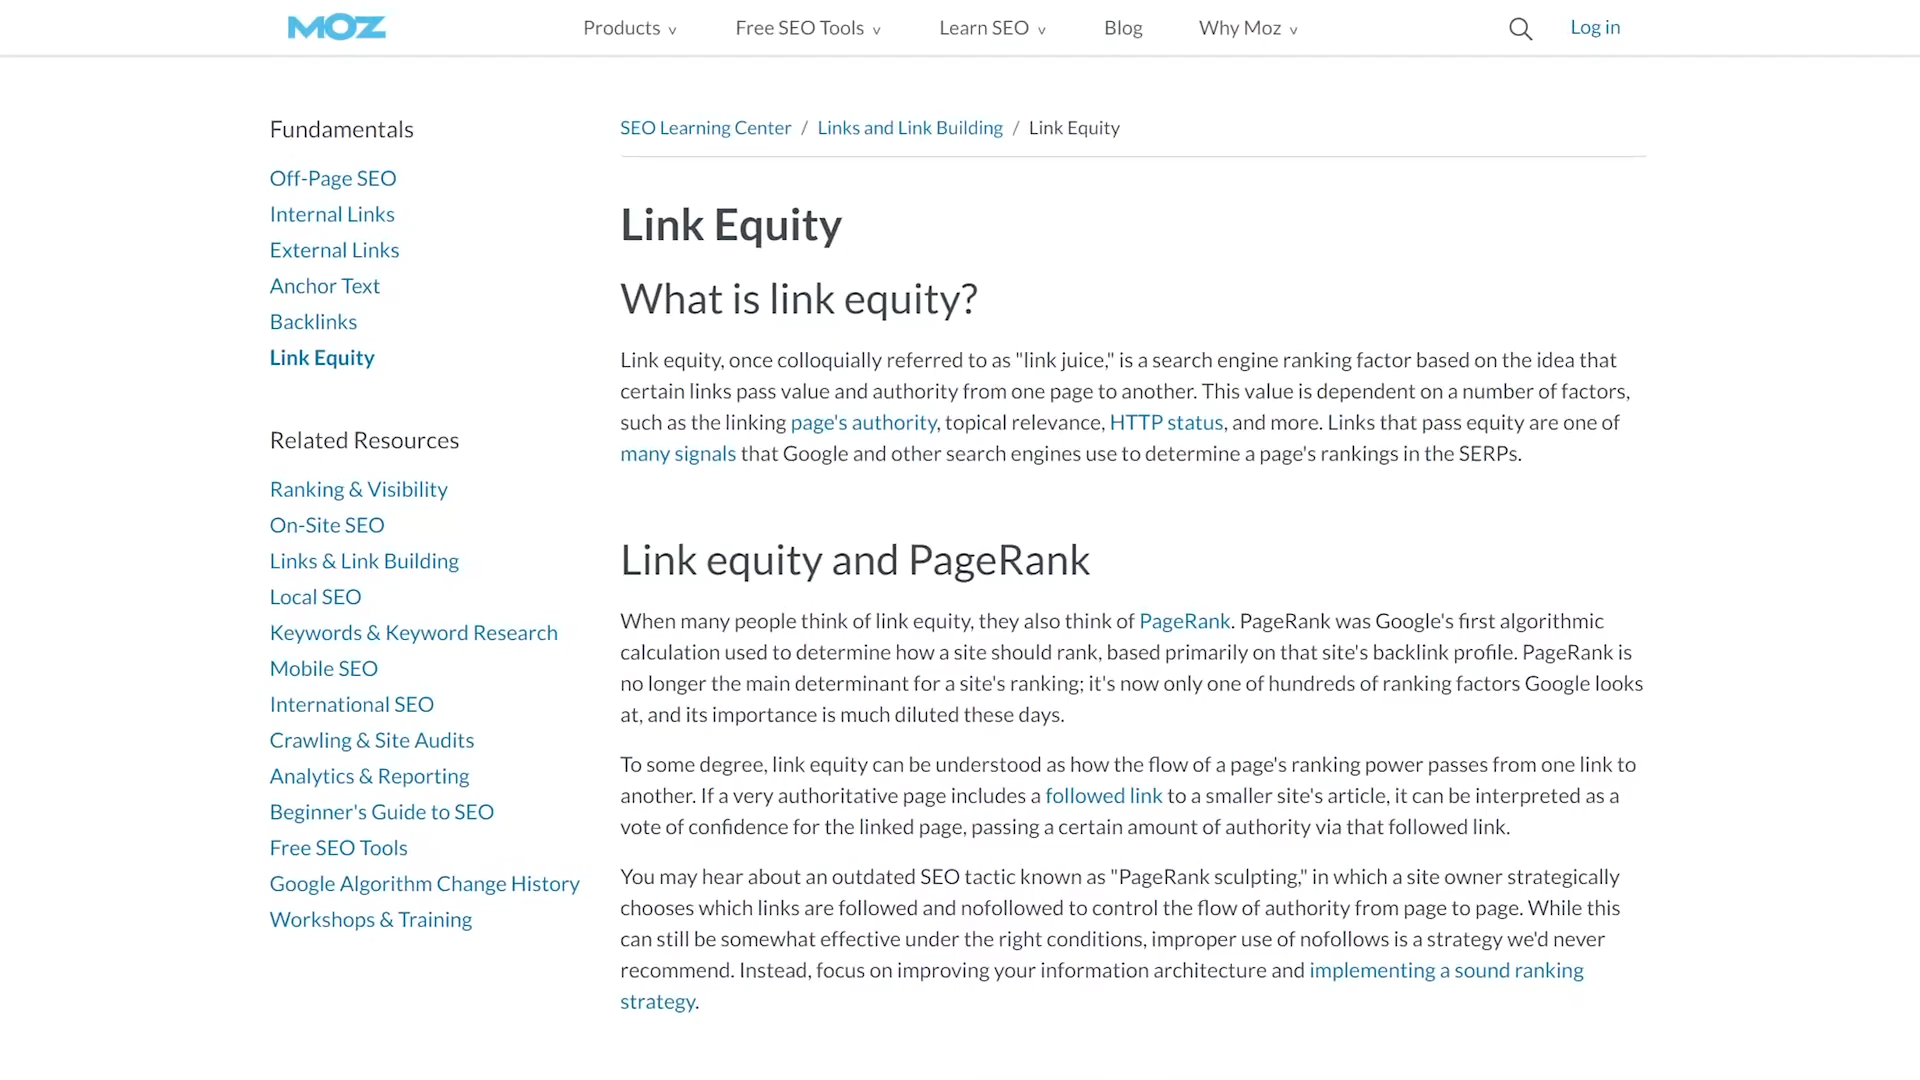 MOZ
Products v
Free SEO Tools v
Learn SEO v
Blog
Why Moz v
Log in
Fundamentals
Off-Page SEO
Internal Links
External Links
Anchor Text
Backlinks
Link Equity
Related Resources
Ranking & Visibility
On-Site SEO
Links & Link Building
Local SEO
Keywords & Keyword Research
Mobile SEO
International SEO
Crawling & Site Audits
Analytics & Reporting
Beginner's Guide to SEO
Free SEO Tools
Google Algorithm Change History
Workshops & Training
SEO Learning Center / Links and Link Building / Link Equity
Link Equity
What is link equity?
Link equity, once colloquially referred to as "link juice," is a search engine ranking factor based on the idea that
certain links pass value and authority from one page to another. This value is dependent on a number of factors,
such as the linking page's authority, topical relevance, HTTP status, and more. Links that pass equity are one of
many signals that Google and other search engines use to determine a page's rankings in the SERPs.
Link equity and PageRank
When many people think of link equity, they also think of PageRank. PageRank was Google's first algorithmic
calculation used to determine how a site should rank, based primarily on that site's backlink profile. PageRank is
no longer the main determinant for a site's ranking; it's now only one of hundreds of ranking factors Google looks
at, and its importance is much diluted these days.
To some degree, link equity can be understood as how the flow of a page's ranking power passes from one link to
another. If a very authoritative page includes a followed link to a smaller site's article, it can be interpreted as a
vote of confidence for the linked page, passing a certain amount of authority via that followed link.
You may hear about an outdated SEO tactic known as "PageRank sculpting," in which a site owner strategically
chooses which links are followed and nofollowed to control the flow of authority from page to page. While this
can still be somewhat effective under the right conditions, improper use of nofollows is a strategy we'd never
recommend. Instead, focus on improving your information architecture and implementing a sound ranking
strategy.